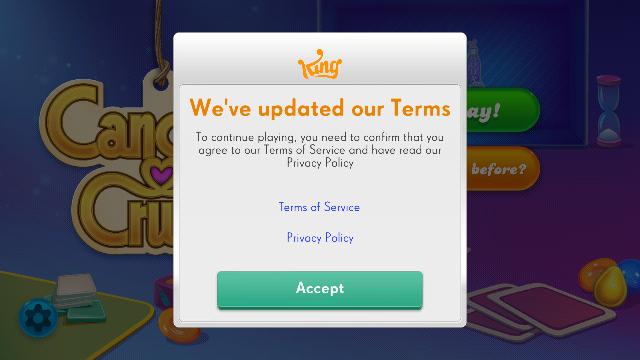 King
We've updated our Terms
To continue playing, you need to confirm that you
agree to our Terms of Service and have read our
Privacy Policy
Terms of Service
Privacy Policy
Accept
before?